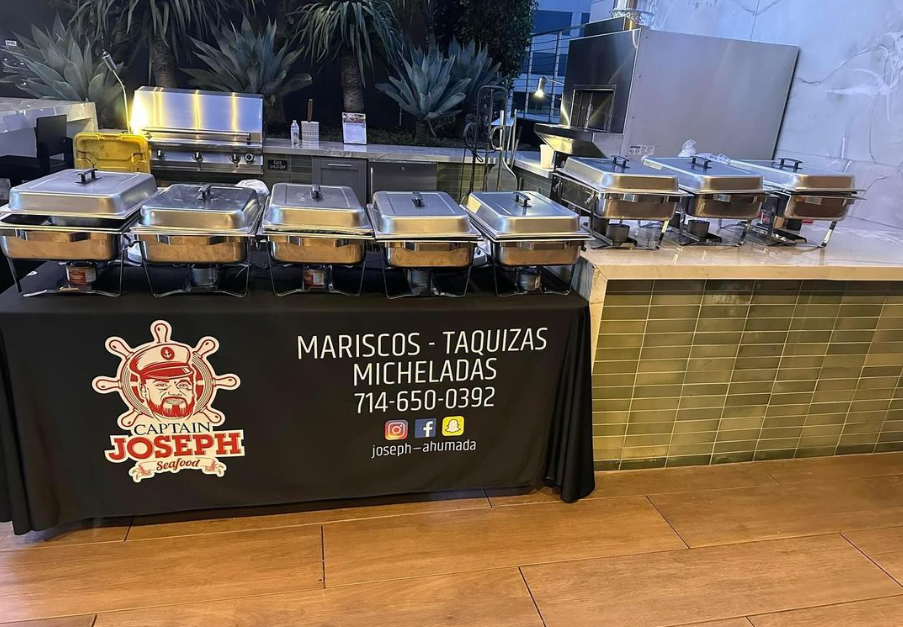 CAPTAIN
JOSEPH
Seafood
MARISCOS - TAQUIZAS
MICHELADAS
714-650-0392
joseph-ahumada